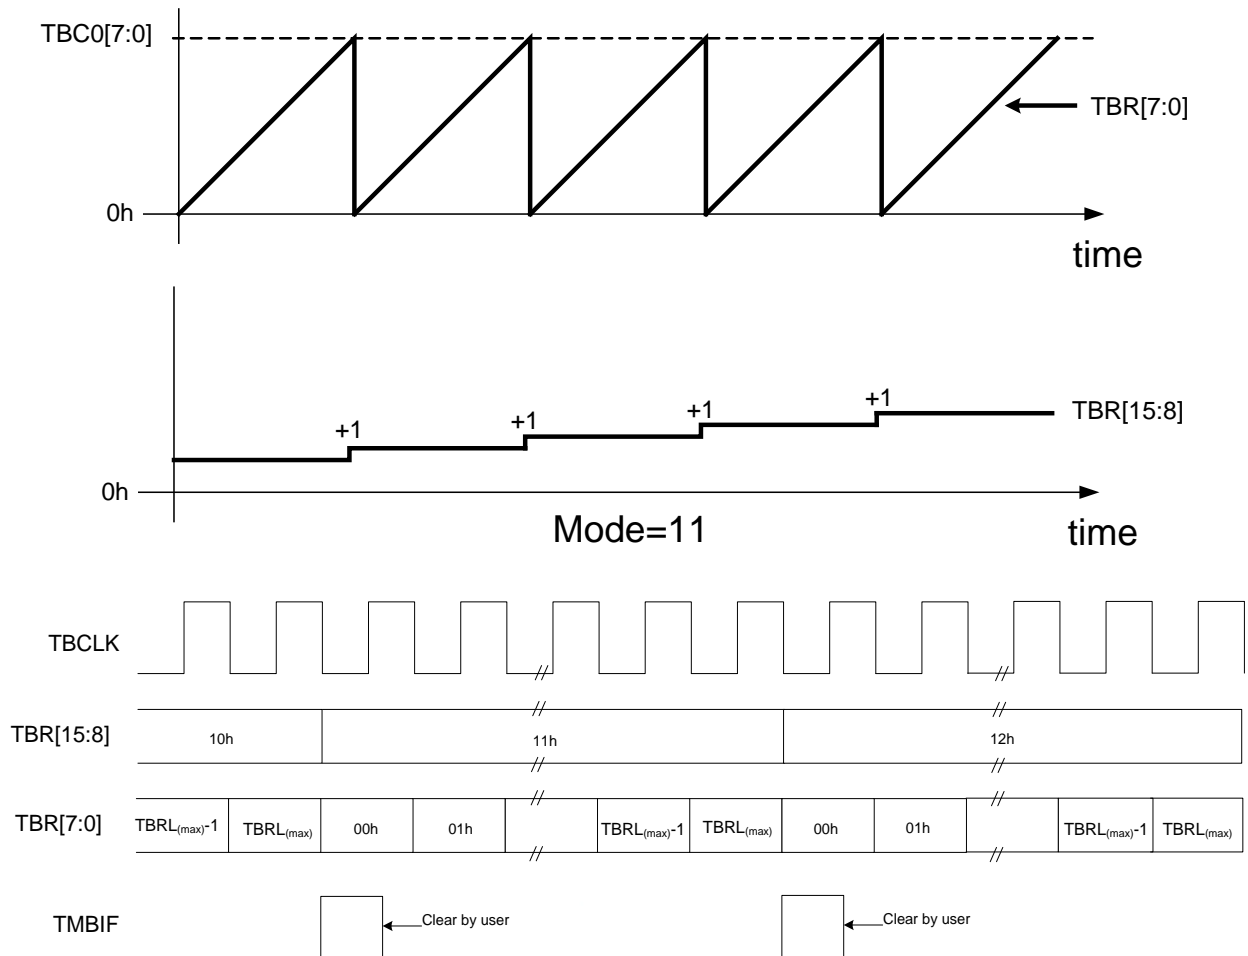 TBC0[7:0]
TBR[7:0]
0h
time
+1 +1 +1 +1
TBR[15:8]
0h
Mode=11
time
TBCLK
TBR[15:8] 10h 11h 12h
TBR[7:0] TBRL(max)-1 TBRL(max) 00h 01h TBRL(max)-1 TBRL(max) 00h 01h TBRL(max)-1 TBRL(max)
TMBIF Clear by user Clear by user